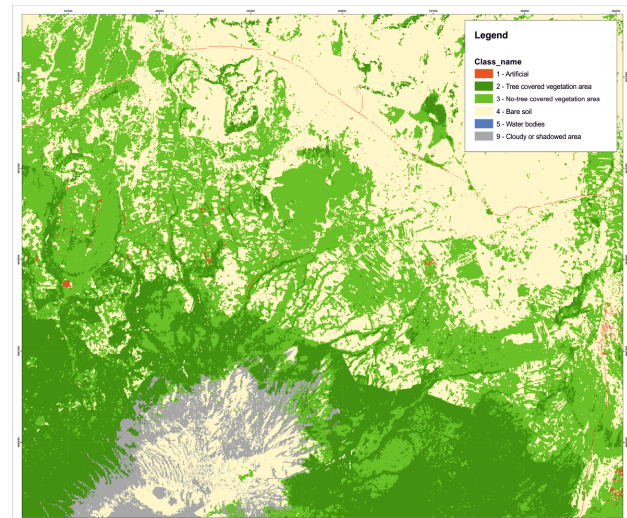 Legend
Class_name
1 - Artificial
2 - Tree covered vegetation area
3 - No-tree covered vegetation area
4 - Bare soil
5 - Water bodies
9 - Cloudy or shadowed area